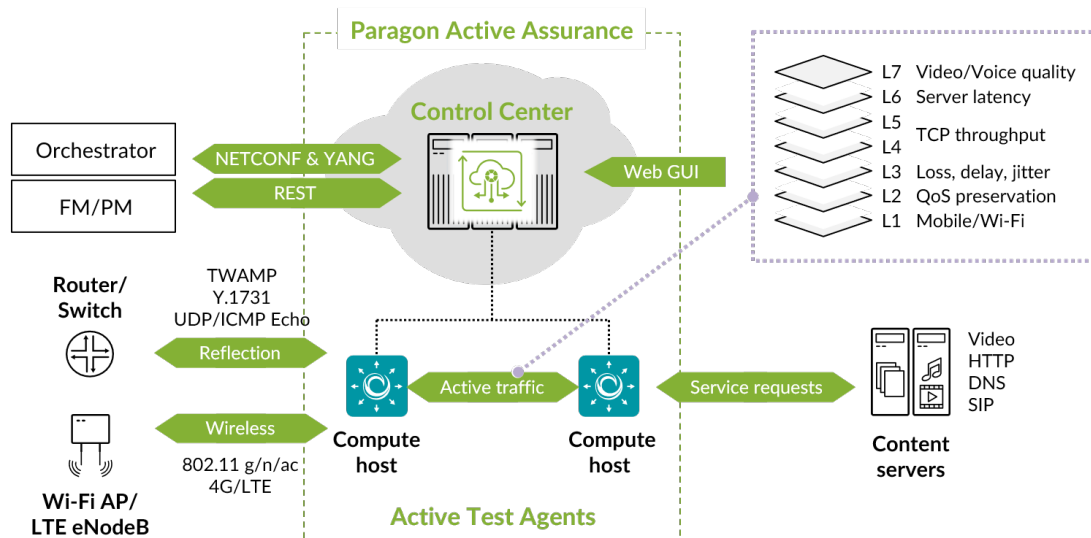 Paragon Active Assurance
Control Center
Orchestrator
FM/PM
NETCONF & YANG
REST
Web GUI
L7 Video/Voice quality
L6 Server latency
L5
TCP throughput
L4
L3 Loss, delay, jitter
L2 QoS preservation
L1 Mobile/Wi-Fi
Router/
Switch
TWAMP
Y.1731
UDP/ICMP Echo
Reflection
Active traffic
Service requests
Video
HTTP
DNS
SIP
Wireless
802.11 g/n/ac
4G/LTE
Compute
host
Compute
host
Content
servers
Wi-Fi AP/
LTE eNodeB
Active Test Agents